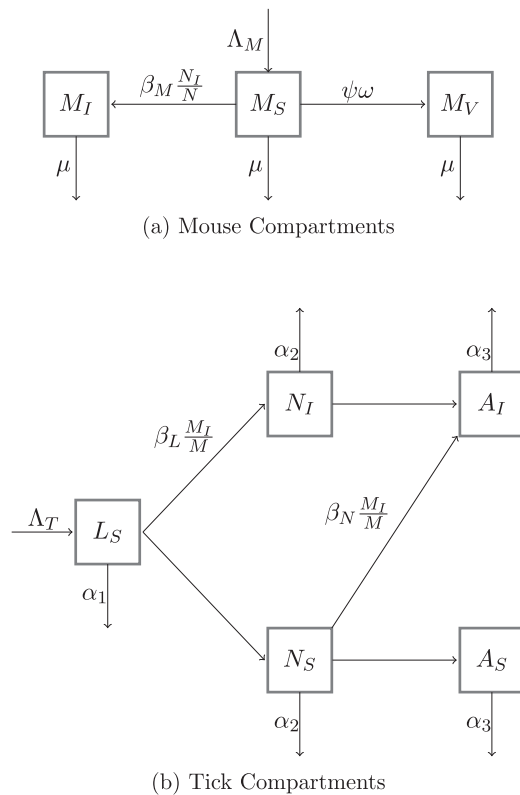 Λ_M
M_I
β_M N_I/N
M_S
ψω
M_V
μ
μ
μ
(a) Mouse Compartments
α_2
α_3
N_I
A_I
β_L M_I/M
β_N M_I/M
Λ_T
L_S
α_1
N_S
A_S
α_2
α_3
(b) Tick Compartments